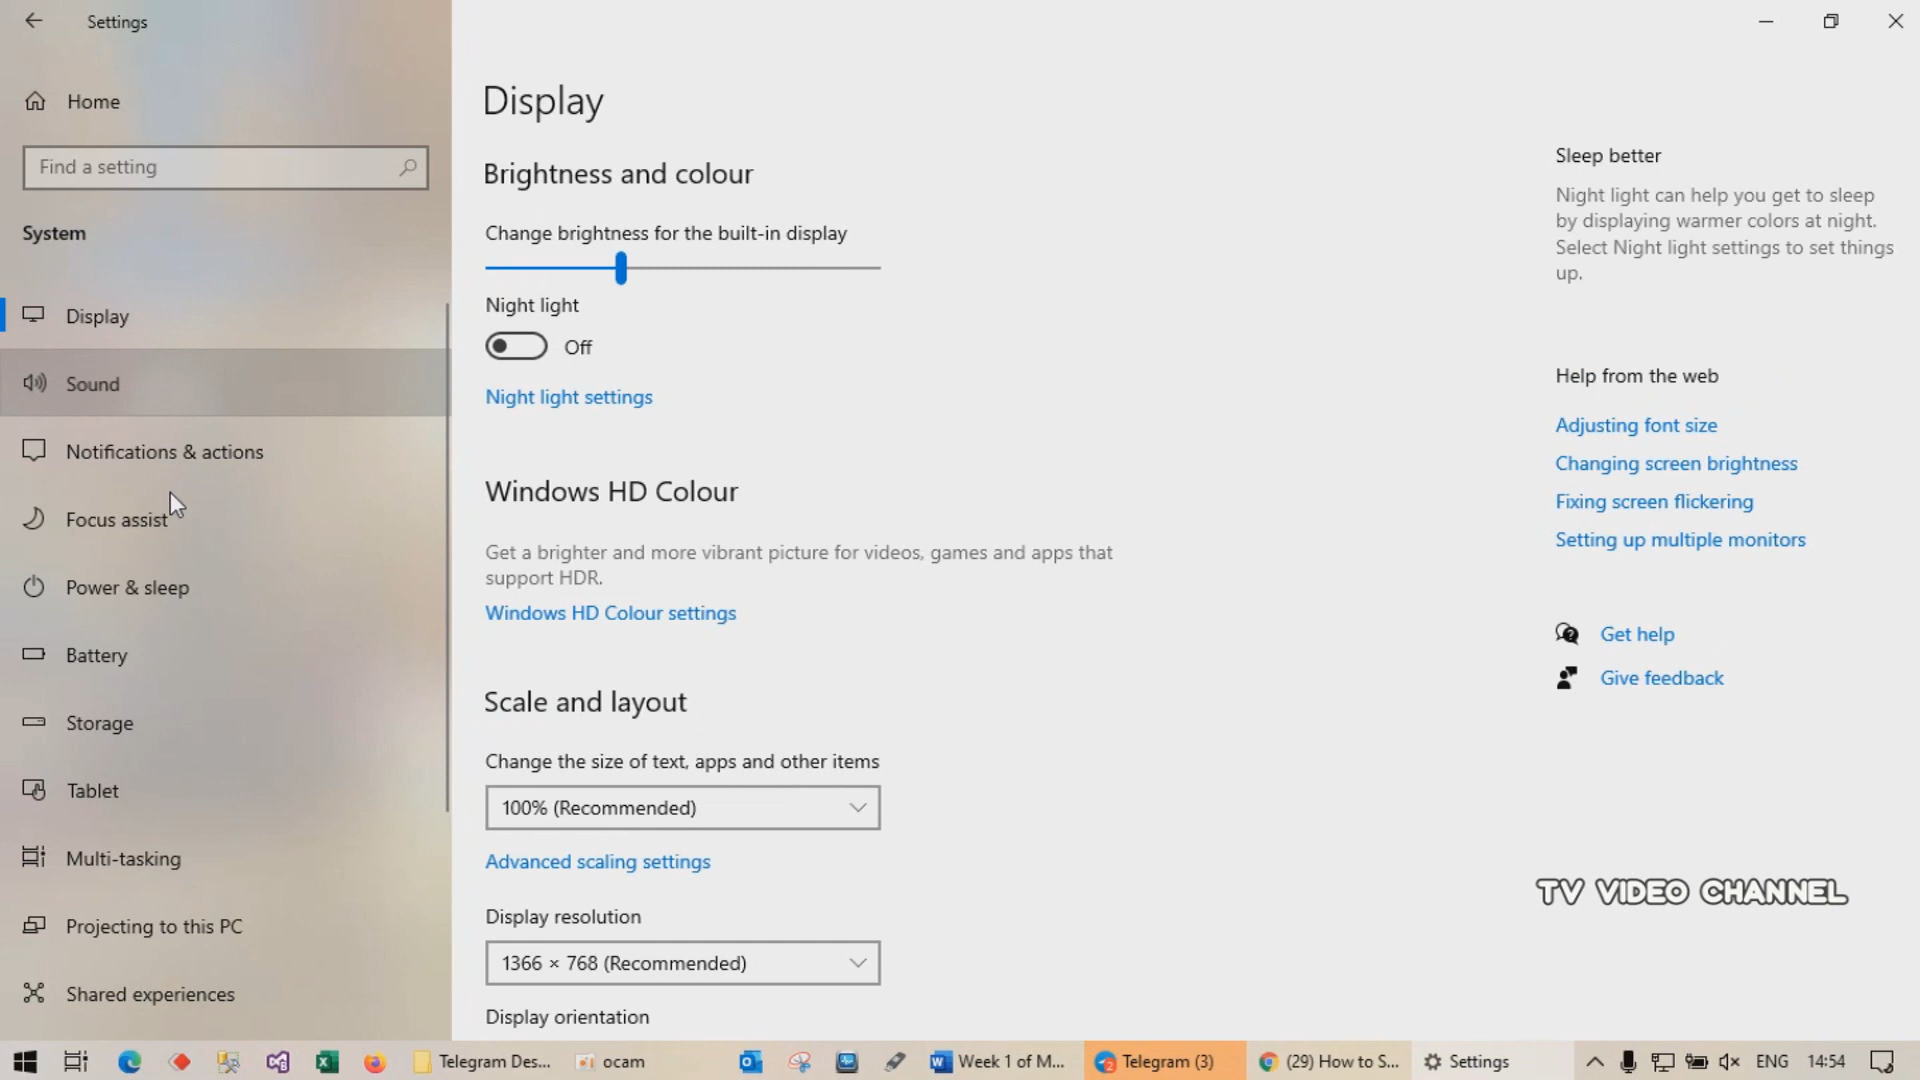 Settings
Home
Find a setting
System
Display
Sound
Notifications & actions
Focus assist
Power & sleep
Battery
Storage
Tablet
Multi-tasking
Projecting to this PC
Shared experiences
Display
Brightness and colour
Change brightness for the built-in display
Night light
Off
Night light settings
Windows HD Colour
Get a brighter and more vibrant picture for videos, games and apps that
support HDR.
Windows HD Colour settings
Scale and layout
Change the size of text, apps and other items
100% (Recommended)
Advanced scaling settings
Display resolution
1366 × 768 (Recommended)
Display orientation
Sleep better
Night light can help you get to sleep
by displaying warmer colors at night.
Select Night light settings to set things
up.
Help from the web
Adjusting font size
Changing screen brightness
Fixing screen flickering
Setting up multiple monitors
Get help
Give feedback
TV VIDEO CHANNEL
Telegram Des...
ocam
Week 1 of M...
Telegram (3)
(29) How to S...
Settings
ENG
14:54